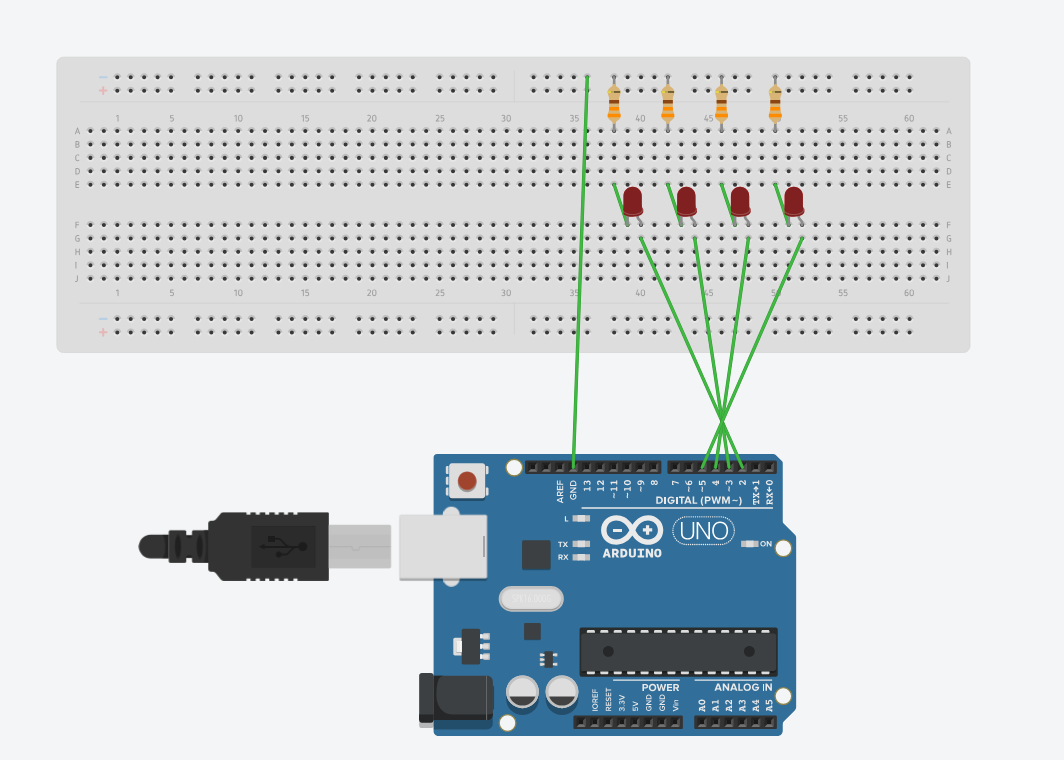 − 
+
1 5 10 15 20 25 30 35 40 45 55 60
A A
B B
C C
D D
E E
F F
G G
H H
I I
J J
1 5 10 15 20 25 30 35 40 45 50 55 60
−
+
AREF
GND
13
12
~11
~10
~9
8
7
~6
~5
4
~3
2
TX→1
RX←0
DIGITAL (PWM~)
L
TX
RX
ARDUINO
UNO
ON
POWER
ANALOG IN
IOREF
RESET
3.3V
5V
GND
GND
Vin
A0
A1
A2
A3
A4
A5